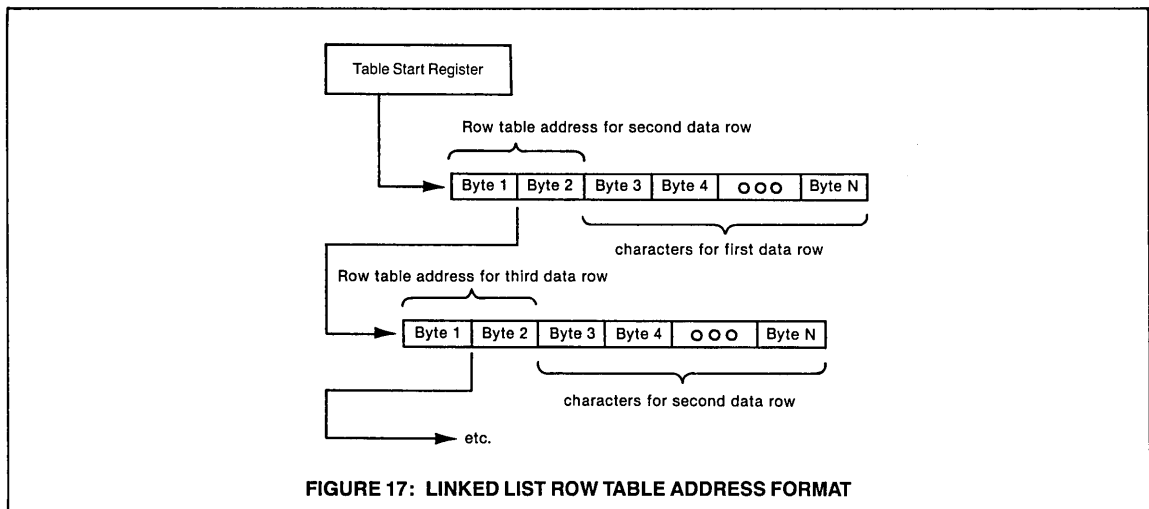 Table Start Register
Row table address for second data row
Byte 1 Byte 2 Byte 3 Byte 4 o o o Byte N
characters for first data row
Row table address for third data row
Byte 1 Byte 2 Byte 3 Byte 4 o o o Byte N
characters for second data row
etc.
FIGURE 17: LINKED LIST ROW TABLE ADDRESS FORMAT